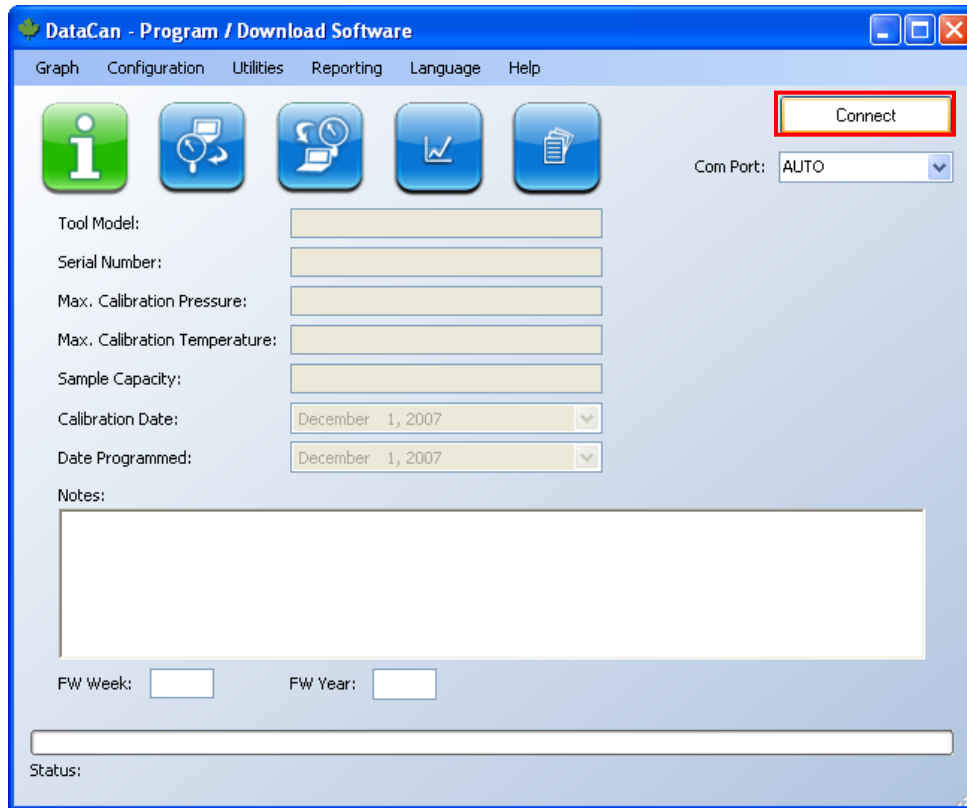 DataCan - Program / Download Software
Graph Configuration Utilities Reporting Language Help
Connect
Com Port: AUTO
Tool Model:
Serial Number:
Max. Calibration Pressure:
Max. Calibration Temperature:
Sample Capacity:
Calibration Date: December 1, 2007
Date Programmed: December 1, 2007
Notes:
FW Week: FW Year:
Status: